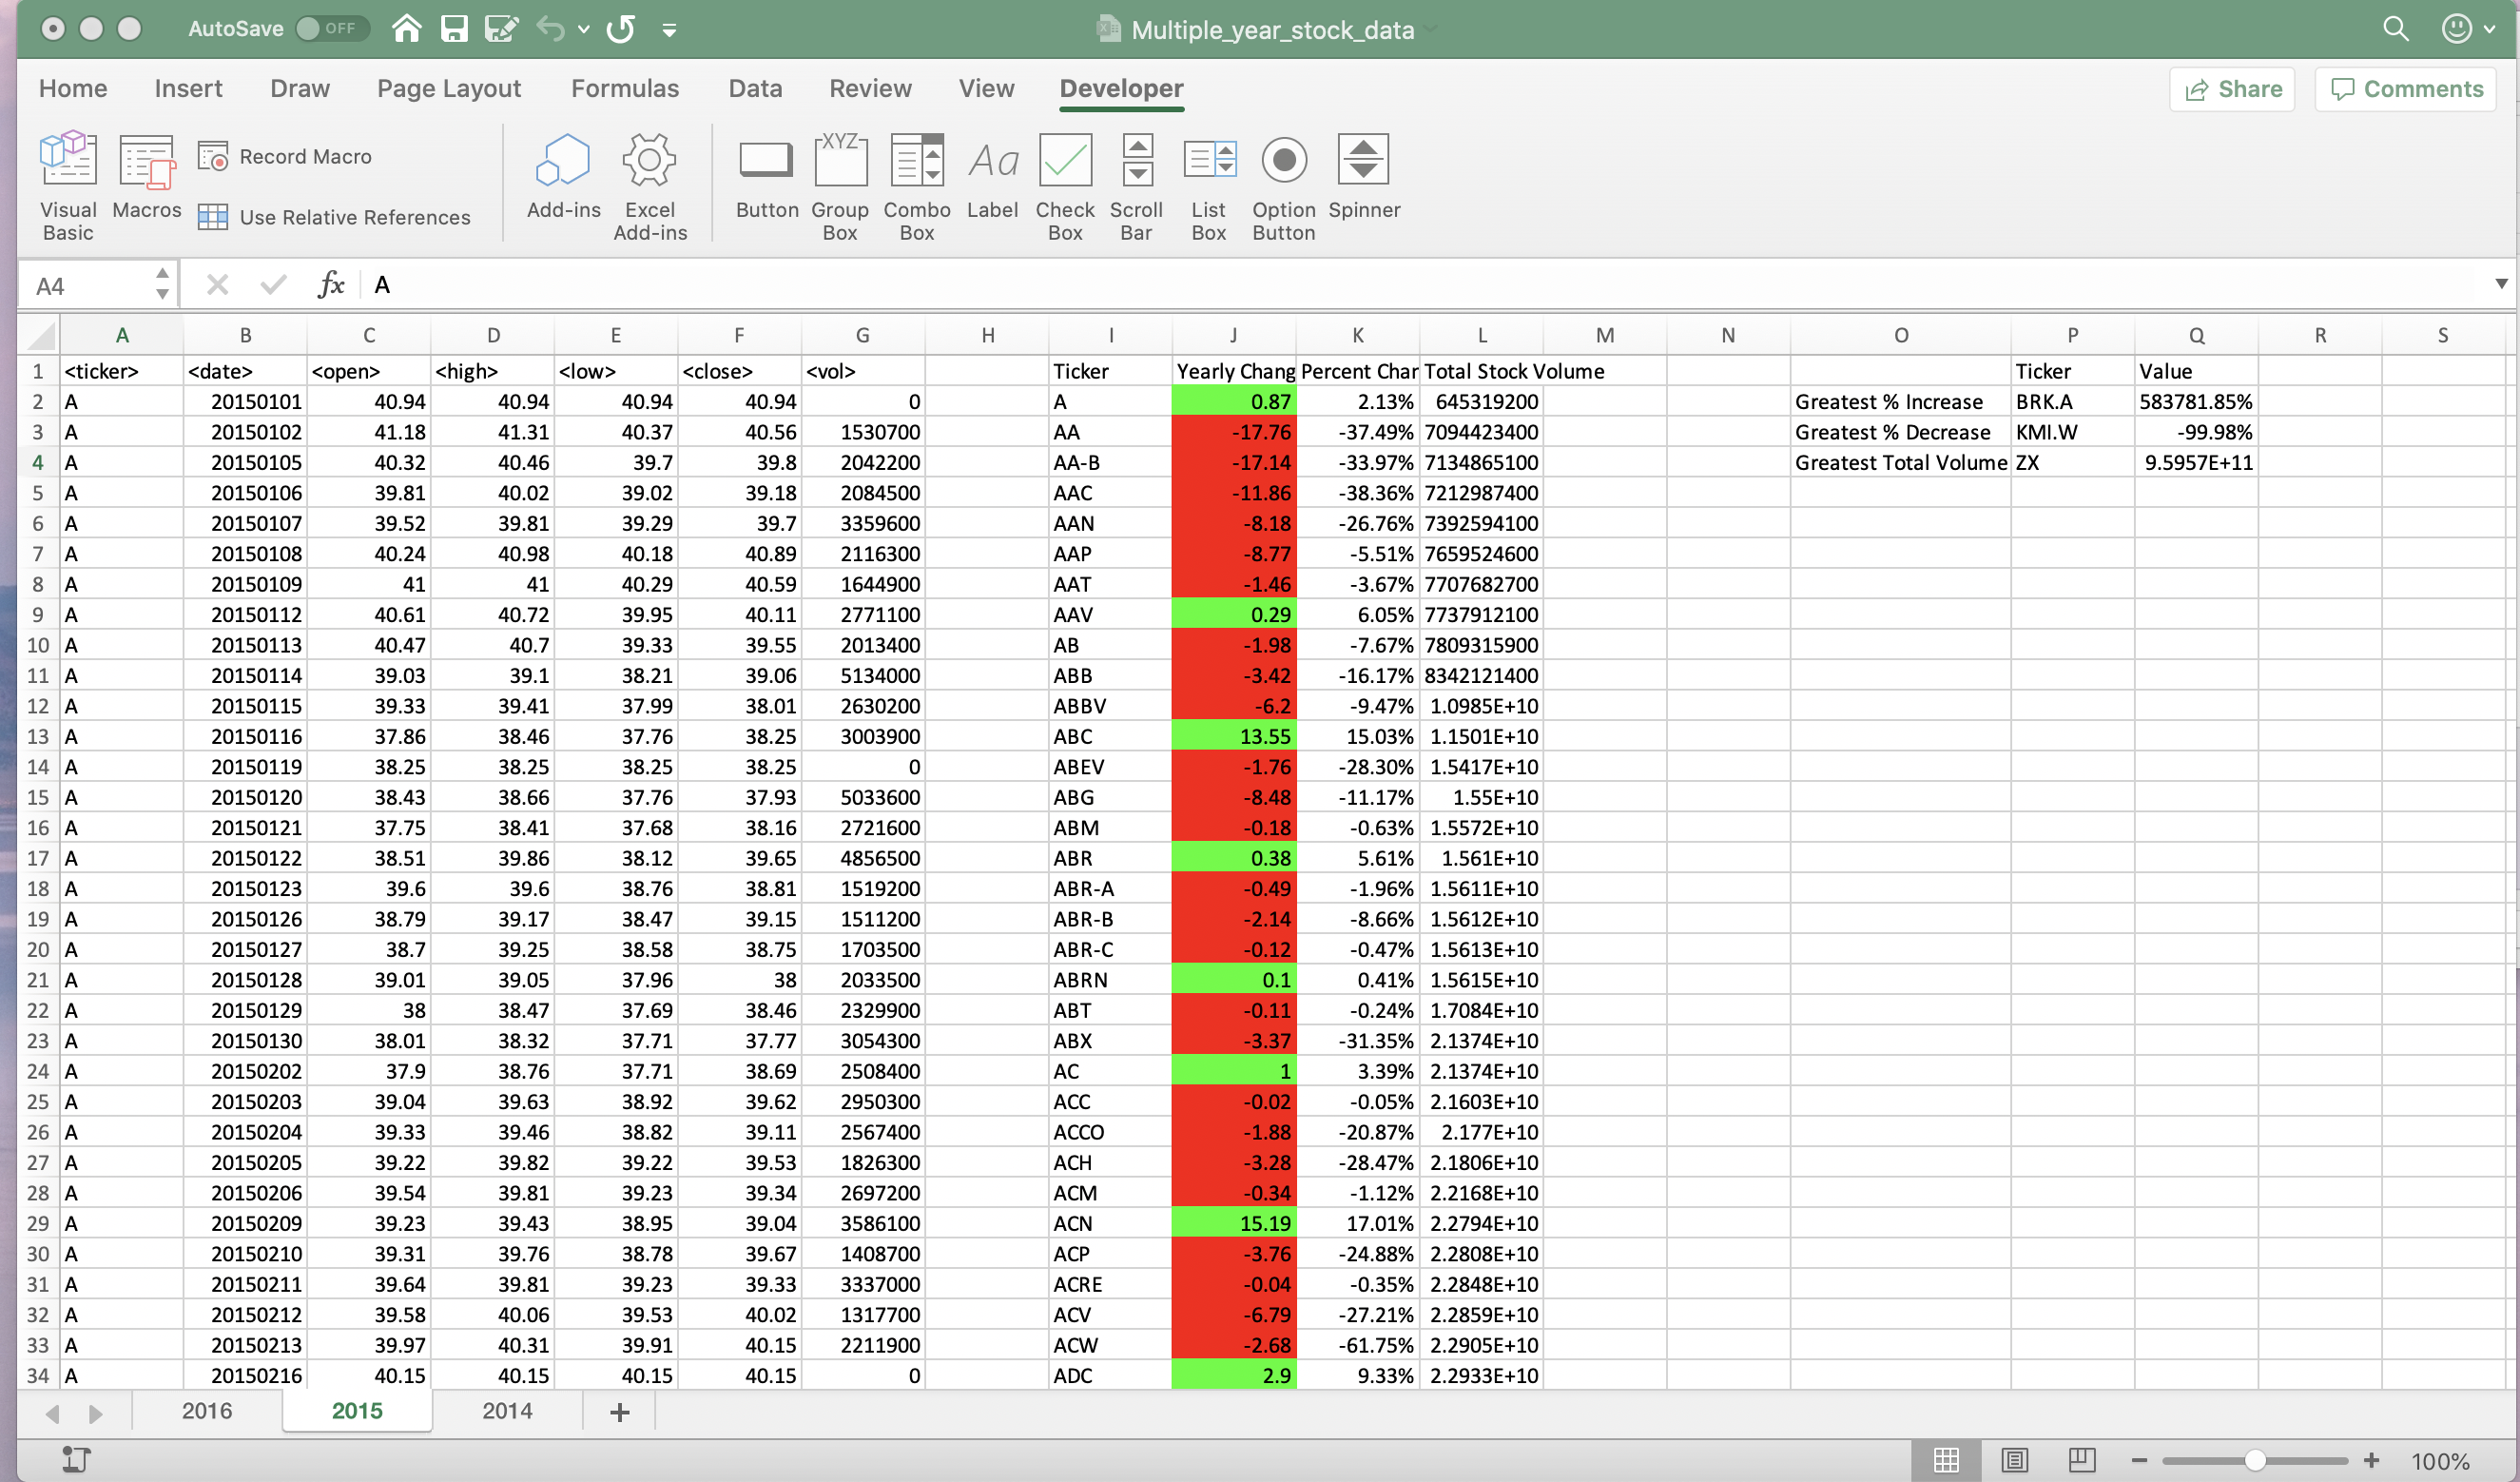 AutoSave OFF Multiple_year_stock_data
Home Insert Draw Page Layout Formulas Data Review View Developer Share Comments
Visual Basic Macros Record Macro Use Relative References Add-ins Excel Add-ins Button Group Box XYZ Combo Box Aa Label Check Box Scroll Bar List Box Option Button Spinner
A4 fx A
A B C D E F G H I J K L M N O P Q R S
1 <ticker> <date> <open> <high> <low> <close> <vol> Ticker Yearly Chang Percent Char Total Stock Volume Ticker Value
2 A 20150101 40.94 40.94 40.94 40.94 0 A 0.87 2.13% 645319200 Greatest % Increase BRK.A 583781.85%
3 A 20150102 41.18 41.31 40.37 40.56 1530700 AA -17.76 -37.49% 7094423400 Greatest % Decrease KMI.W -99.98%
4 A 20150105 40.32 40.46 39.7 39.8 2042200 AA-B -17.14 -33.97% 7134865100 Greatest Total Volume ZX 9.5957E+11
5 A 20150106 39.81 40.02 39.02 39.18 2084500 AAC -11.86 -38.36% 7212987400
6 A 20150107 39.52 39.81 39.29 39.7 3359600 AAN -8.18 -26.76% 7392594100
7 A 20150108 40.24 40.98 40.18 40.89 2116300 AAP -8.77 -5.51% 7659524600
8 A 20150109 41 41 40.29 40.59 1644900 AAT -1.46 -3.67% 7707682700
9 A 20150112 40.61 40.72 39.95 40.11 2771100 AAV 0.29 6.05% 7737912100
10 A 20150113 40.47 40.7 39.33 39.55 2013400 AB -1.98 -7.67% 7809315900
11 A 20150114 39.03 39.1 38.21 39.06 5134000 ABB -3.42 -16.17% 8342121400
12 A 20150115 39.33 39.41 37.99 38.01 2630200 ABBV -6.2 -9.47% 1.0985E+10
13 A 20150116 37.86 38.46 37.76 38.25 3003900 ABC 13.55 15.03% 1.1501E+10
14 A 20150119 38.25 38.25 38.25 38.25 0 ABEV -1.76 -28.30% 1.5417E+10
15 A 20150120 38.43 38.66 37.76 37.93 5033600 ABG -8.48 -11.17% 1.55E+10
16 A 20150121 37.75 38.41 37.68 38.16 2721600 ABM -0.18 -0.63% 1.5572E+10
17 A 20150122 38.51 39.86 38.12 39.65 4856500 ABR 0.38 5.61% 1.561E+10
18 A 20150123 39.6 39.6 38.76 38.81 1519200 ABR-A -0.49 -1.96% 1.5611E+10
19 A 20150126 38.79 39.17 38.47 39.15 1511200 ABR-B -2.14 -8.66% 1.5612E+10
20 A 20150127 38.7 39.25 38.58 38.75 1703500 ABR-C -0.12 -0.47% 1.5613E+10
21 A 20150128 39.01 39.05 37.96 38 2033500 ABRN 0.1 0.41% 1.5615E+10
22 A 20150129 38 38.47 37.69 38.46 2329900 ABT -0.11 -0.24% 1.7084E+10
23 A 20150130 38.01 38.32 37.71 37.77 3054300 ABX -3.37 -31.35% 2.1374E+10
24 A 20150202 37.9 38.76 37.71 38.69 2508400 AC 1 3.39% 2.1374E+10
25 A 20150203 39.04 39.63 38.92 39.62 2950300 ACC -0.02 -0.05% 2.1603E+10
26 A 20150204 39.33 39.46 38.82 39.11 2567400 ACCO -1.88 -20.87% 2.177E+10
27 A 20150205 39.22 39.82 39.22 39.53 1826300 ACH -3.28 -28.47% 2.1806E+10
28 A 20150206 39.54 39.81 39.23 39.34 2697200 ACM -0.34 -1.12% 2.2168E+10
29 A 20150209 39.23 39.43 38.95 39.04 3586100 ACN 15.19 17.01% 2.2794E+10
30 A 20150210 39.31 39.76 38.78 39.67 1408700 ACP -3.76 -24.88% 2.2808E+10
31 A 20150211 39.64 39.81 39.23 39.33 3337000 ACRE -0.04 -0.35% 2.2848E+10
32 A 20150212 39.58 40.06 39.53 40.02 1317700 ACV -6.79 -27.21% 2.2859E+10
33 A 20150213 39.97 40.31 39.91 40.15 2211900 ACW -2.68 -61.75% 2.2905E+10
34 A 20150216 40.15 40.15 40.15 40.15 0 ADC 2.9 9.33% 2.2933E+10
2016 2015 2014 +
100%